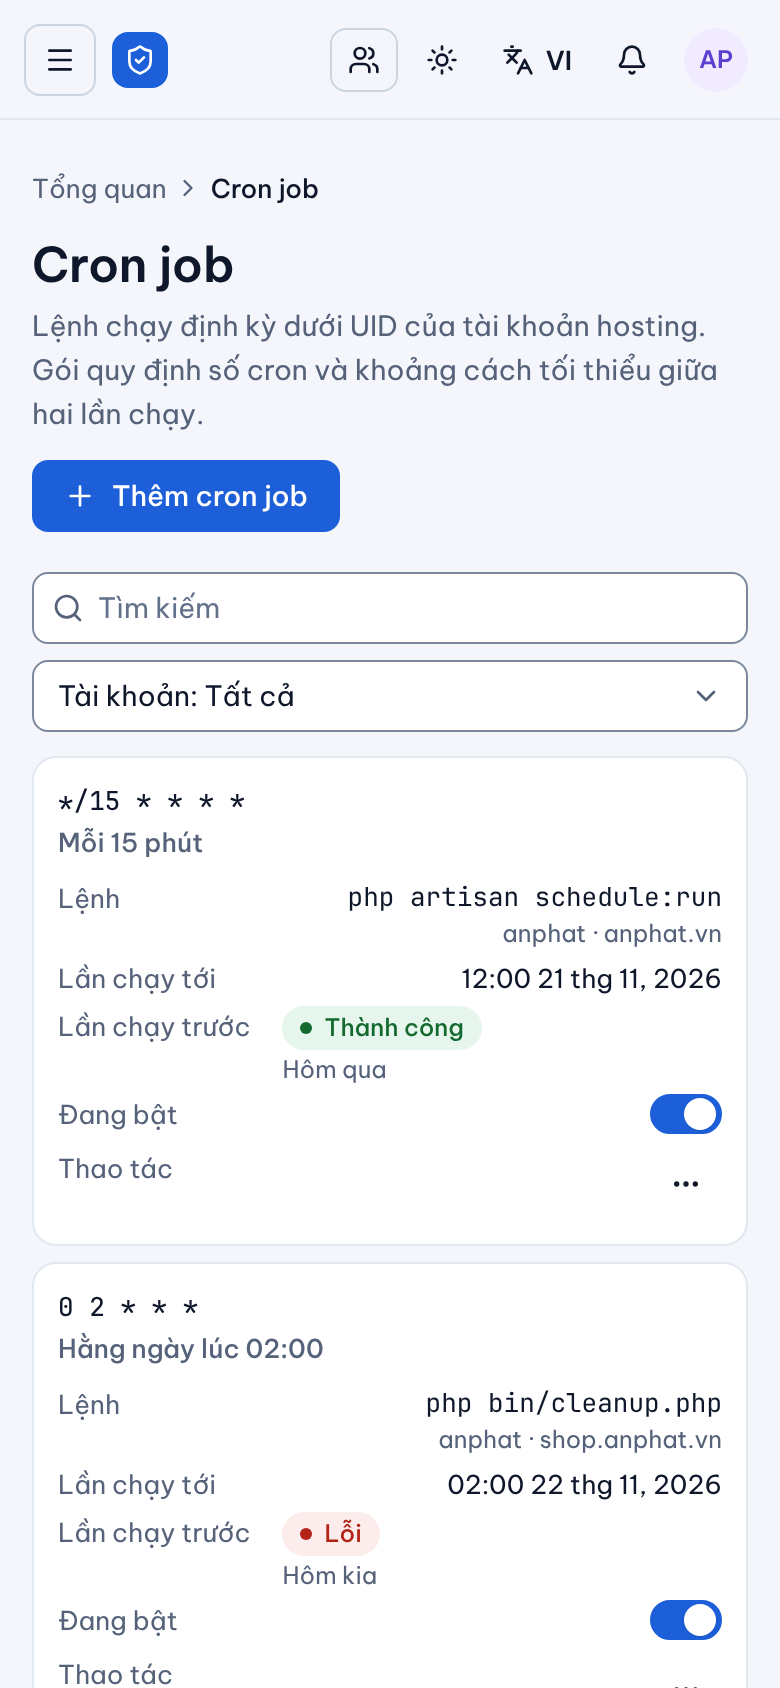 VI
AP
Tổng quan > Cron job
Cron job
Lệnh chạy định kỳ dưới UID của tài khoản hosting.
Gói quy định số cron và khoảng cách tối thiểu giữa
hai lần chạy.
+ Thêm cron job
Tìm kiếm
Tài khoản: Tất cả
*/15 * * * *
Mỗi 15 phút
Lệnh
php artisan schedule:run
anphat · anphat.vn
Lần chạy tới
12:00 21 thg 11, 2026
Lần chạy trước
Thành công
Hôm qua
Đang bật
Thao tác
0 2 * * *
Hằng ngày lúc 02:00
Lệnh
php bin/cleanup.php
anphat · shop.anphat.vn
Lần chạy tới
02:00 22 thg 11, 2026
Lần chạy trước
Lỗi
Hôm kia
Đang bật
Thao tác